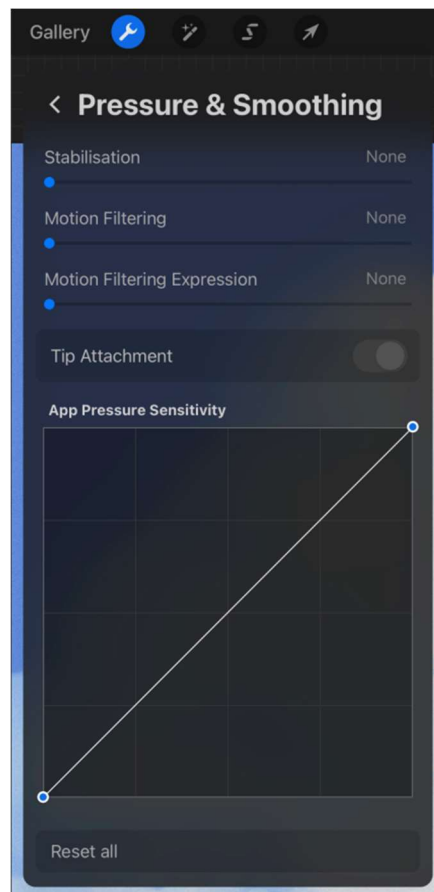 Gallery
Pressure & Smoothing
Stabilisation None
Motion Filtering None
Motion Filtering Expression None
Tip Attachment
App Pressure Sensitivity
Reset all